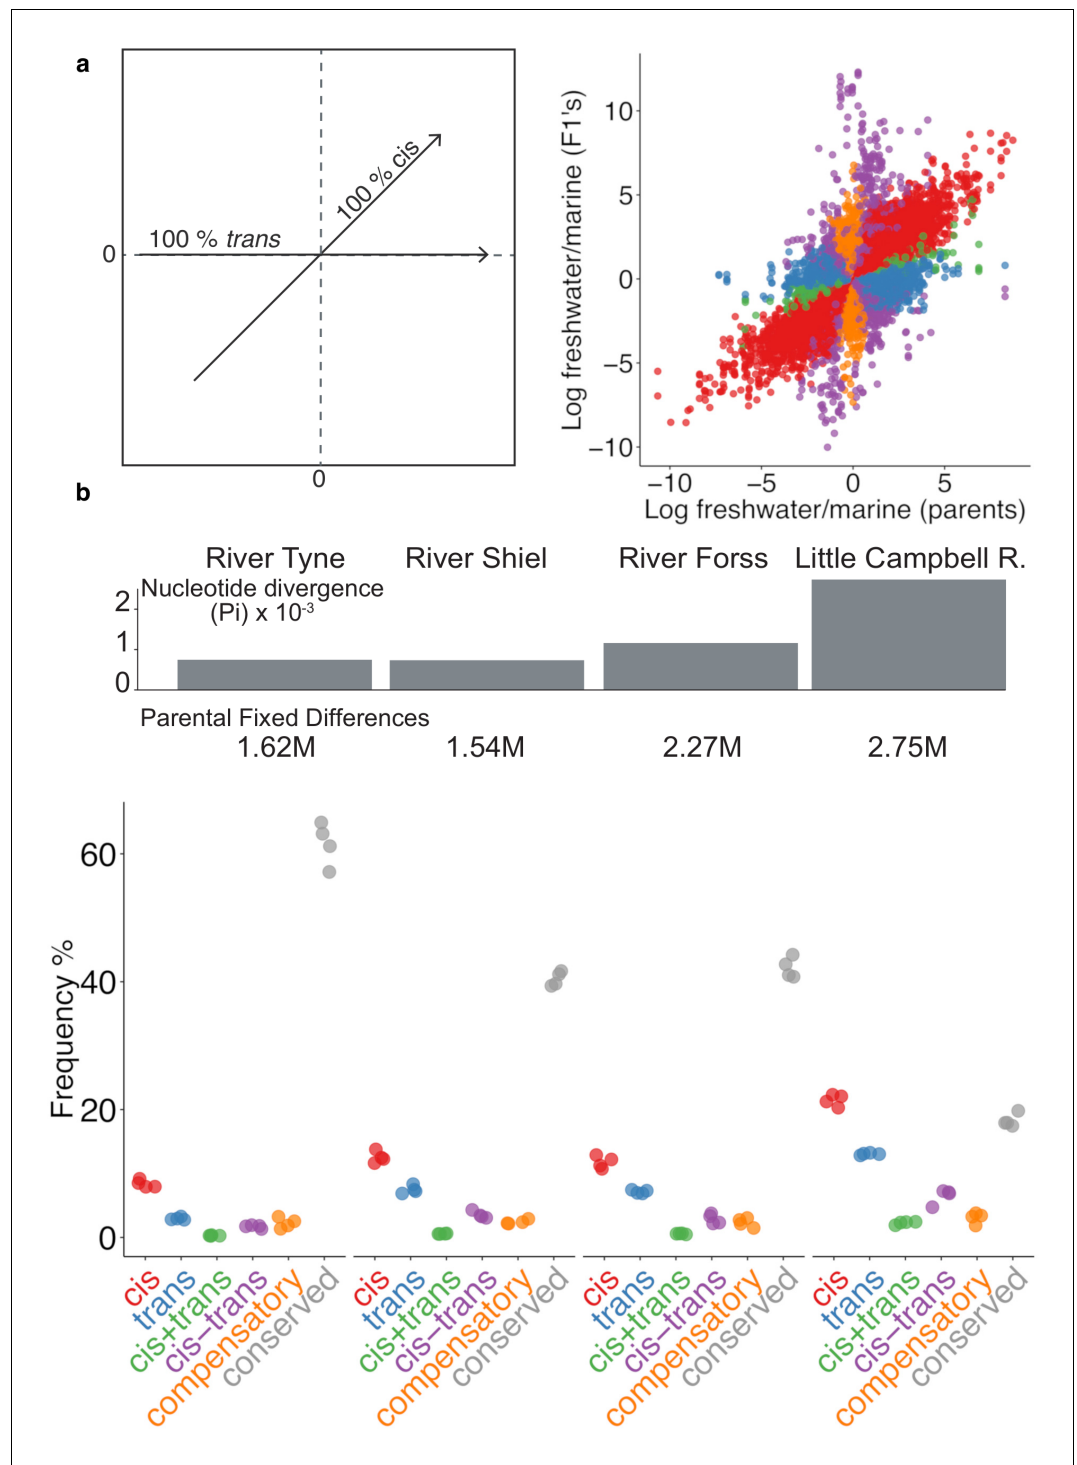 a
100 % cis
100 % trans
0
0
Log freshwater/marine (F1's)
10
5
0
−5
−10
−10 −5 0 5
Log freshwater/marine (parents)
b
River Tyne River Shiel River Forss Little Campbell R.
Nucleotide divergence
(Pi) x 10-3
2
1
0
Parental Fixed Differences
1.62M 1.54M 2.27M 2.75M
Frequency %
60
40
20
0
cis trans cis+trans cis−trans compensatory conserved
cis trans cis+trans cis−trans compensatory conserved
cis trans cis+trans cis−trans compensatory conserved
cis trans cis+trans cis−trans compensatory conserved